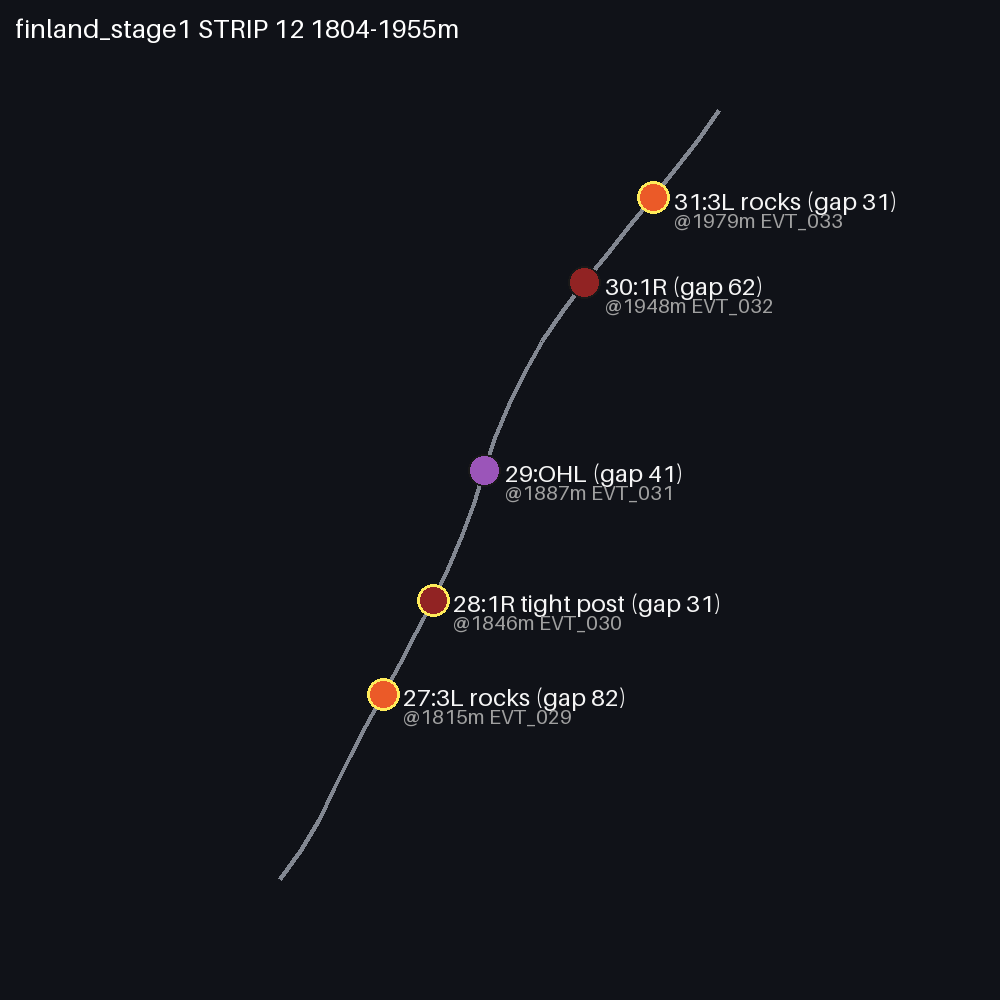 finland_stage1 STRIP 12 1804-1955m
31:3L rocks (gap 31)
@1979m EVT_033
30:1R (gap 62)
@1948m EVT_032
29:OHL (gap 41)
@1887m EVT_031
28:1R tight post (gap 31)
@1846m EVT_030
27:3L rocks (gap 82)
@1815m EVT_029